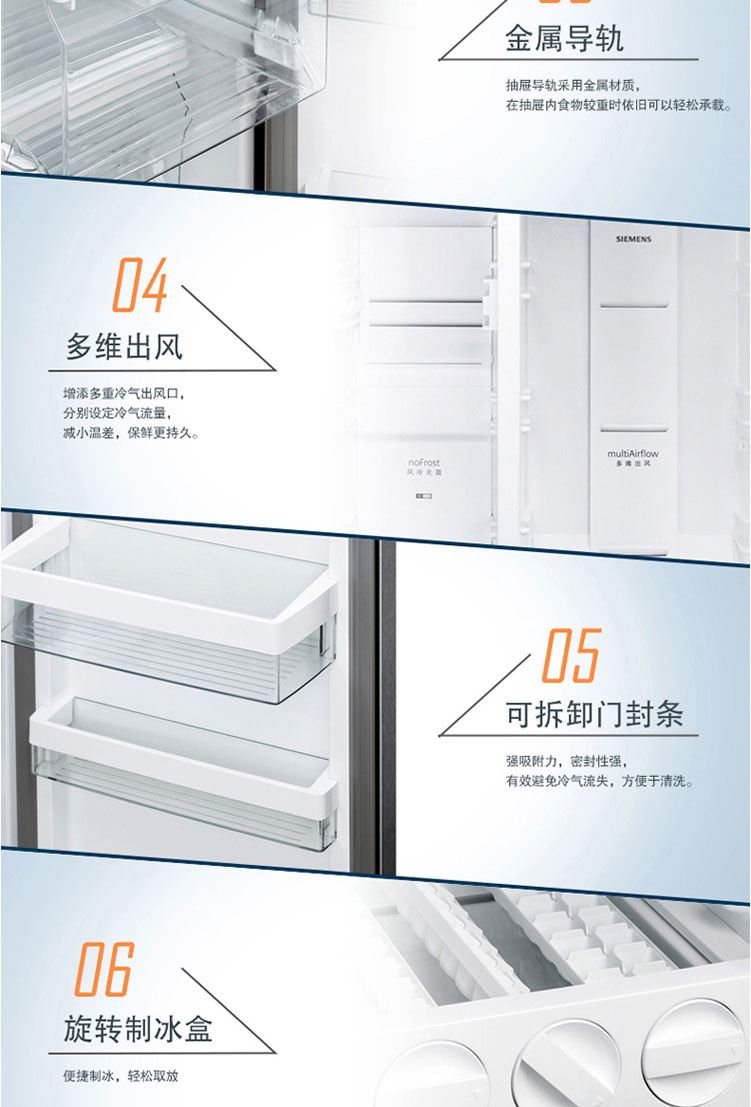 金属导轨
抽屉导轨采用金属材质，
在抽屉内食物较重时依旧可以轻松承载。
SIEMENS
04
多维出风
增添多重冷气出风口，
分别设定冷气流量，
减小温差，保鲜更持久。
multiAirflow
多维出风
noFrost
风冷无霜
05
可拆卸门封条
强吸附力，密封性强，
有效避免冷气流失，方便于清洗。
06
旋转制冰盒
便捷制冰，轻松取放